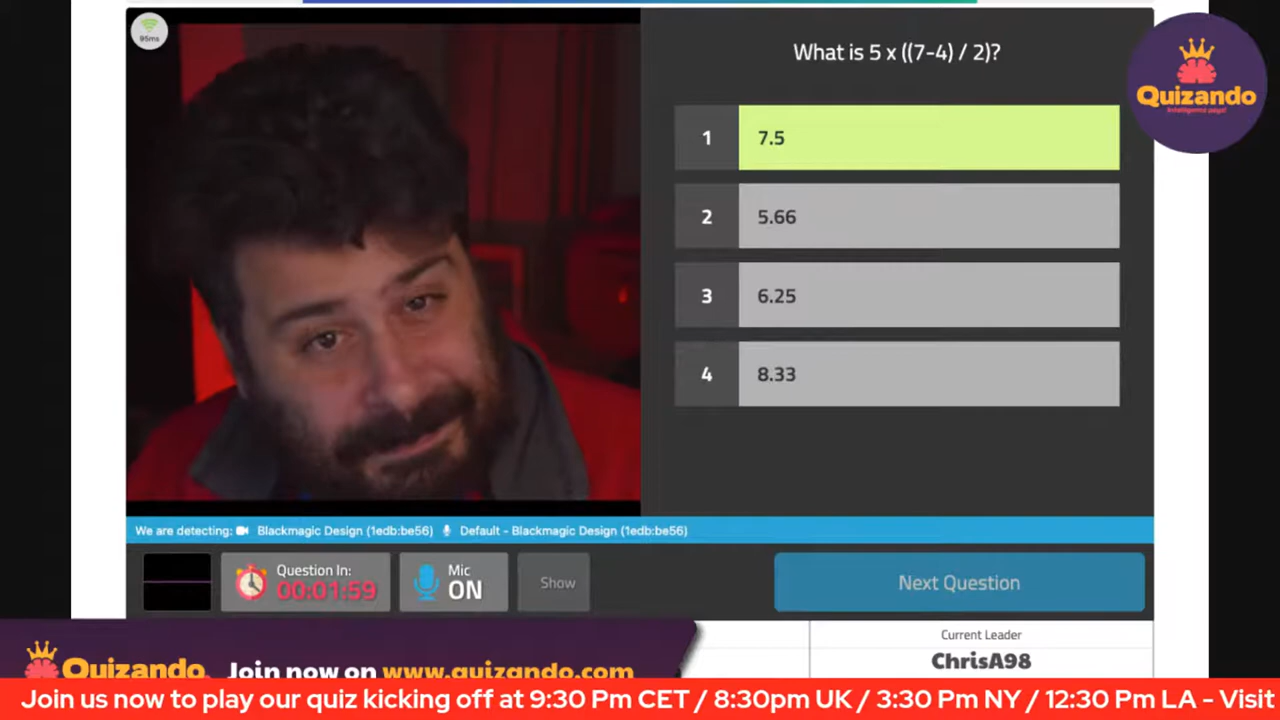 95ms
What is 5 x ((7-4) / 2)?
1
7.5
2
5.66
3
6.25
4
8.33
Quizando
We are detecting: Blackmagic Design (1edb:be56) Default - Blackmagic Design (1edb:be56)
Question In:
00:01:59
Mic
ON
Show
Next Question
Current Leader
ChrisA98
Quizando
Join now on www.quizando.com
Join us now to play our quiz kicking off at 9:30 Pm CET / 8:30pm UK / 3:30 Pm NY / 12:30 Pm LA - Visit